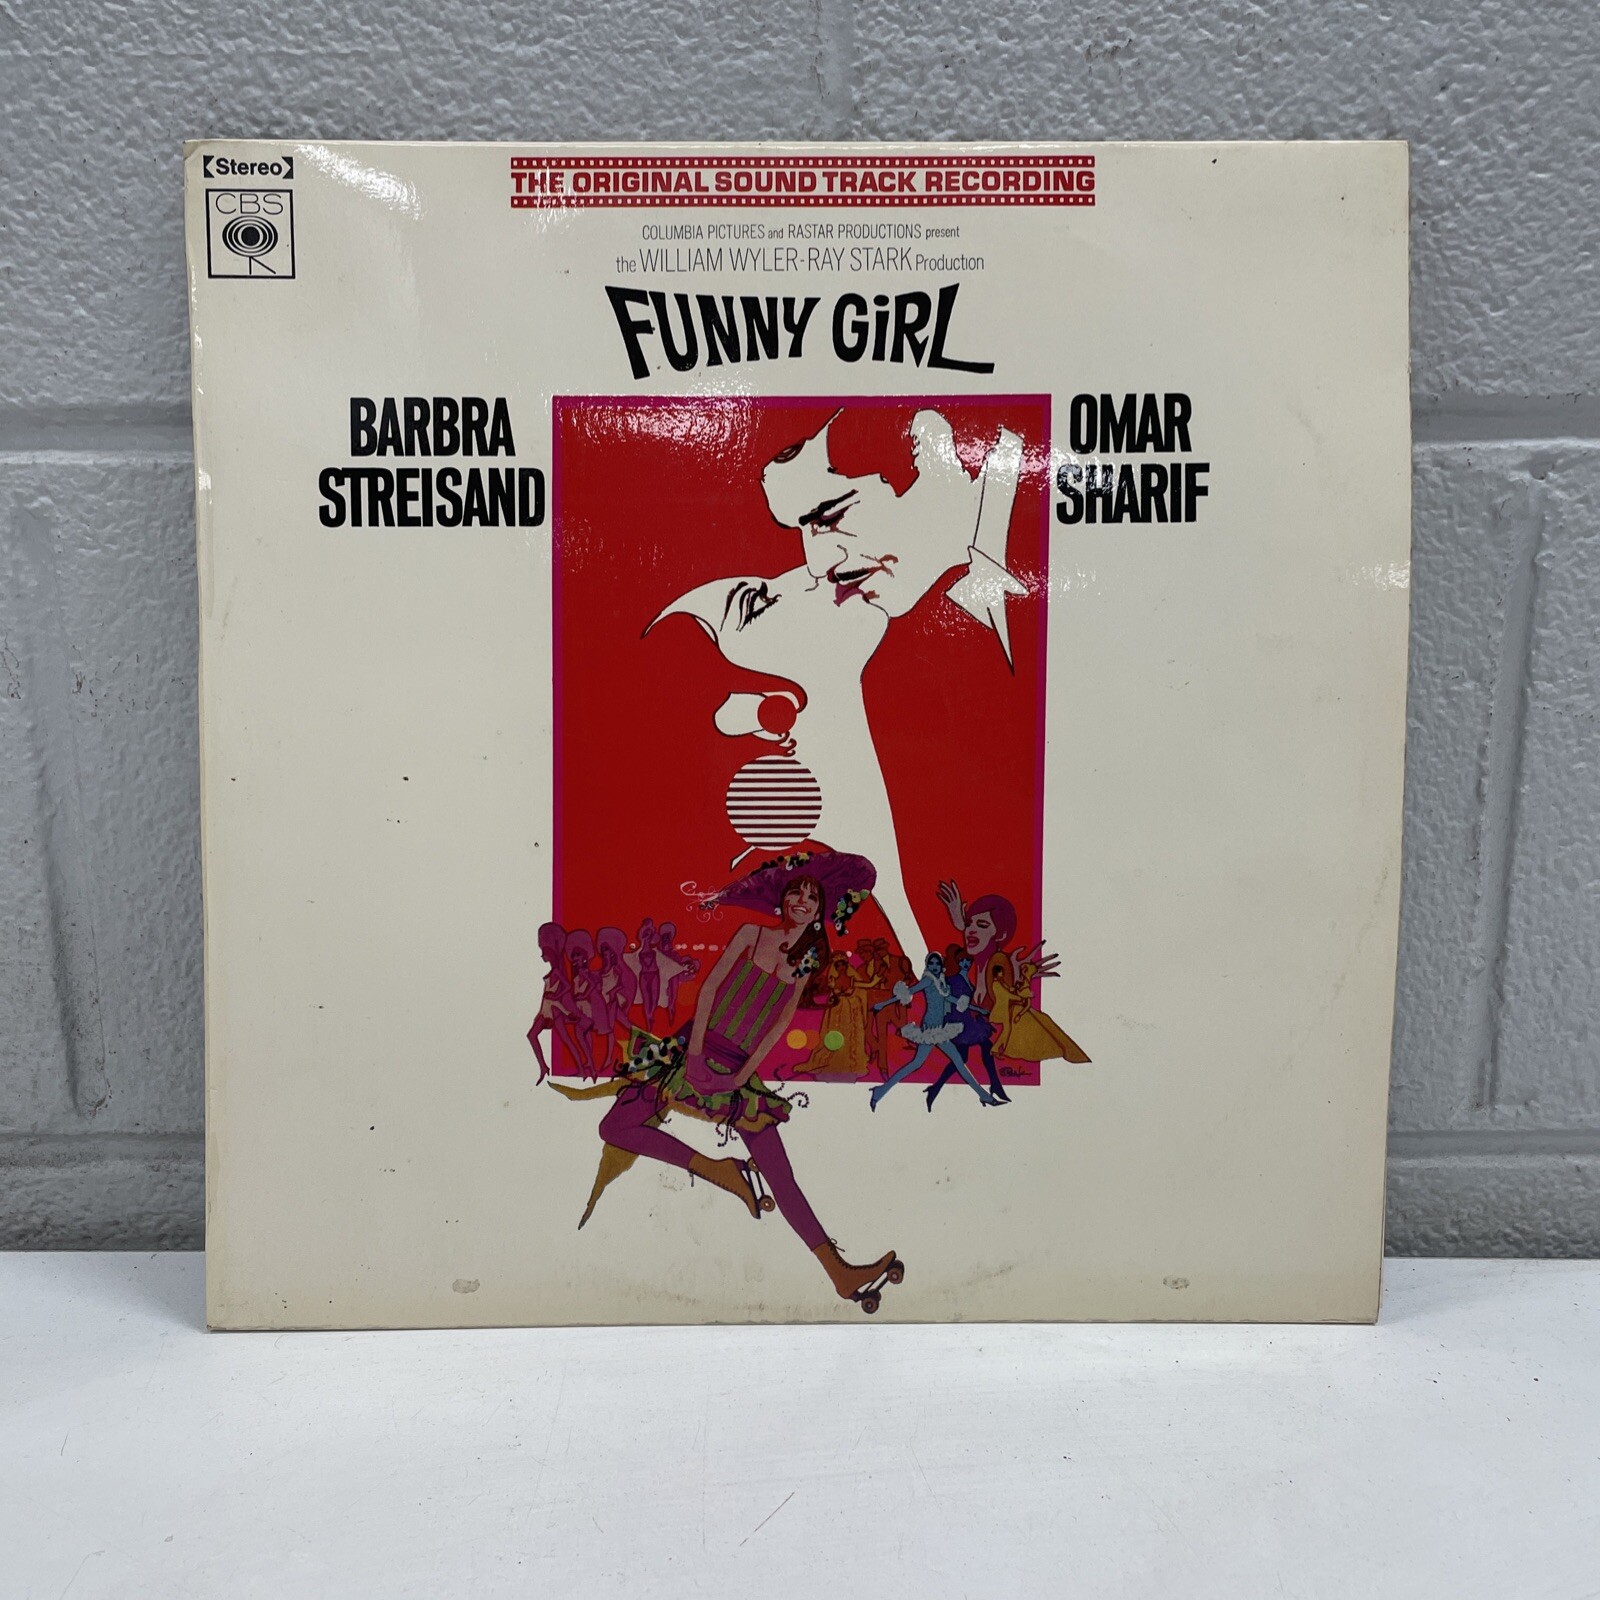 Stereo
CBS
THE ORIGINAL SOUND TRACK RECORDING
COLUMBIA PICTURES and RASTAR PRODUCTIONS present
the WILLIAM WYLER-RAY STARK Production
FUNNY GiRL
BARBRA
STREISAND
OMAR
SHARIF